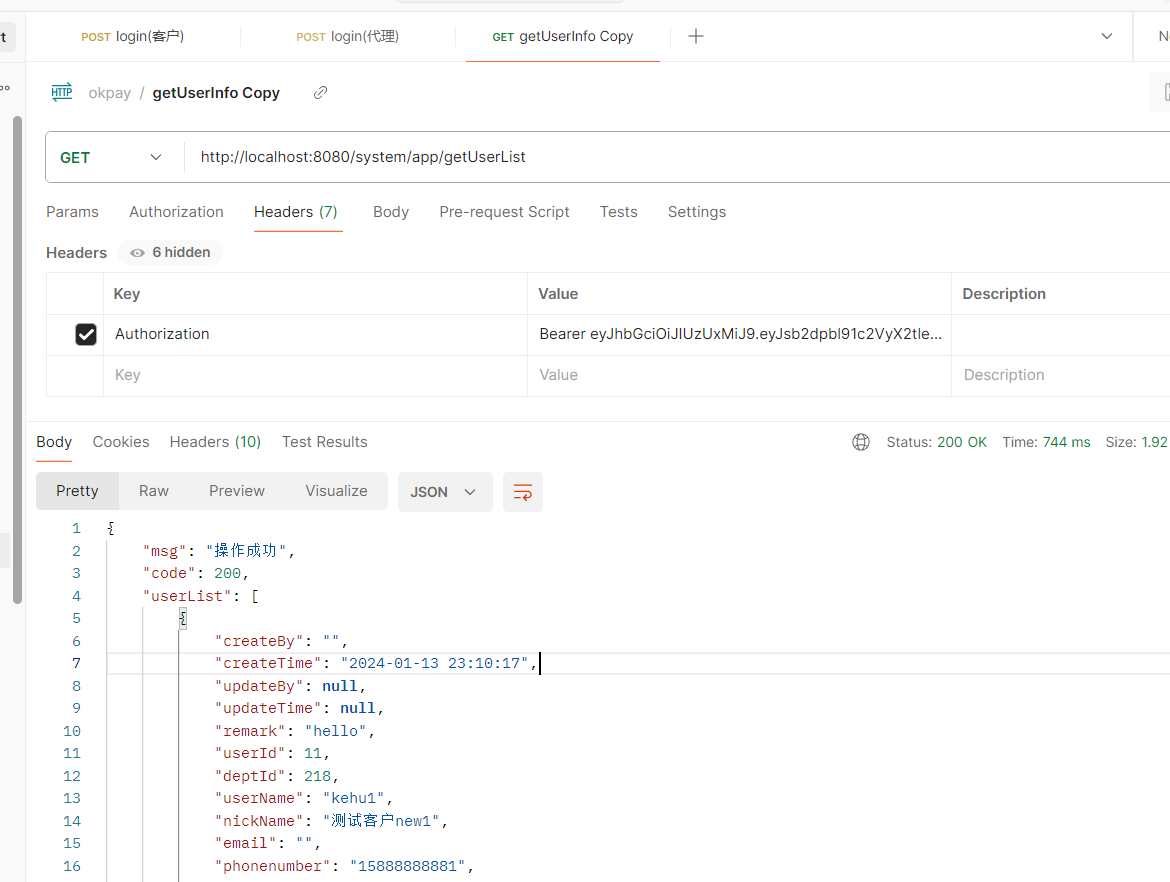 t POST login(客户) POST login(代理) GET getUserInfo Copy
HTTP okpay / getUserInfo Copy
GET http://localhost:8080/system/app/getUserList
Params Authorization Headers (7) Body Pre-request Script Tests Settings
Headers 6 hidden
Key Value Description
Authorization Bearer eyJhbGciOiJIUzUxMiJ9.eyJsb2dpbl91c2VyX2tle...
Key Value Description
Body Cookies Headers (10) Test Results Status: 200 OK Time: 744 ms Size: 1.92
Pretty Raw Preview Visualize JSON
1 {
2 "msg": "操作成功",
3 "code": 200,
4 "userList": [
5 {
6 "createBy": "",
7 "createTime": "2024-01-13 23:10:17",
8 "updateBy": null,
9 "updateTime": null,
10 "remark": "hello",
11 "userId": 11,
12 "deptId": 218,
13 "userName": "kehu1",
14 "nickName": "测试客户new1",
15 "email": "",
16 "phonenumber": "15888888881",